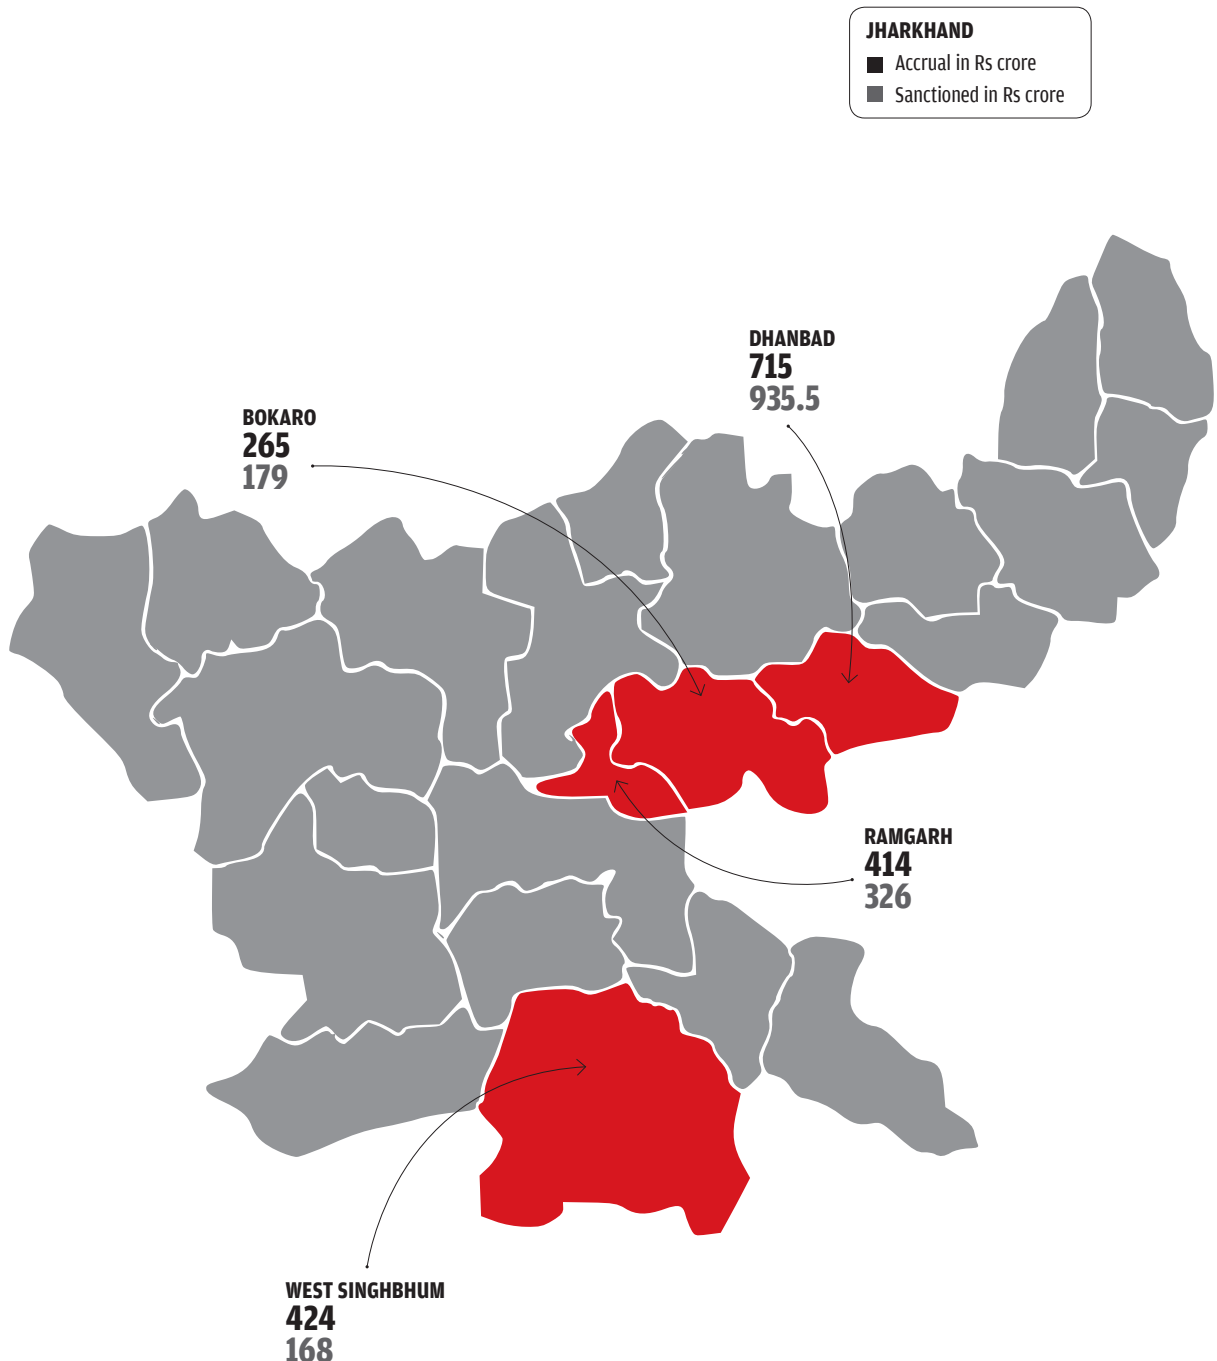 JHARKHAND
Accrual in Rs crore
Sanctioned in Rs crore
DHANBAD
715
935.5
BOKARO
265
179
RAMGARH
414
326
WEST SINGHBHUM
424
168